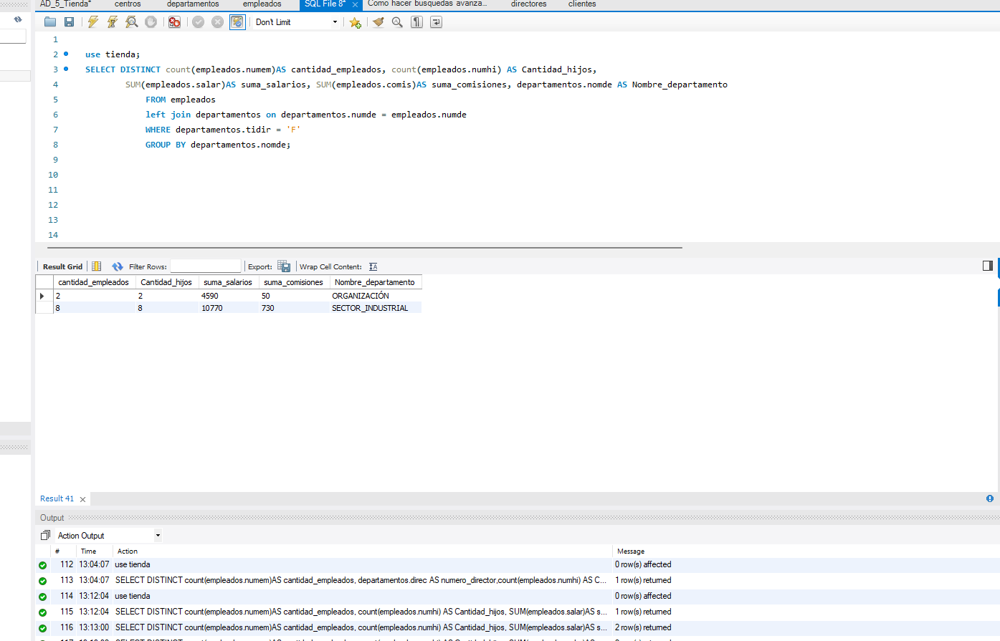 AD_5_Tienda* centros departamentos empleados SQL File 8* Como hacer busquedas avanza... directores clientes
Don't Limit
1
2 use tienda;
3 SELECT DISTINCT count(empleados.numem)AS cantidad_empleados, count(empleados.numhi) AS Cantidad_hijos,
4 SUM(empleados.salar)AS suma_salarios, SUM(empleados.comis)AS suma_comisiones, departamentos.nomde AS Nombre_departamento
5 FROM empleados
6 left join departamentos on departamentos.numde = empleados.numde
7 WHERE departamentos.tidir = 'F'
8 GROUP BY departamentos.nomde;
9
10
11
12
13
14
Result Grid Filter Rows: Export: Wrap Cell Content:
cantidad_empleados Cantidad_hijos suma_salarios suma_comisiones Nombre_departamento
2 2 4590 50 ORGANIZACIÓN
8 8 10770 730 SECTOR_INDUSTRIAL
Result 41
Output
Action Output
# Time Action Message
112 13:04:07 use tienda 0 row(s) affected
113 13:04:07 SELECT DISTINCT count(empleados.numem)AS cantidad_empleados, departamentos.direc AS numero_director,count(empleados.numhi) AS C... 1 row(s) returned
114 13:12:04 use tienda 0 row(s) affected
115 13:12:04 SELECT DISTINCT count(empleados.numem)AS cantidad_empleados, count(empleados.numhi) AS Cantidad_hijos, SUM(empleados.salar)AS s... 1 row(s) returned
116 13:13:00 SELECT DISTINCT count(empleados.numem)AS cantidad_empleados, count(empleados.numhi) AS Cantidad_hijos, SUM(empleados.salar)AS s... 2 row(s) returned